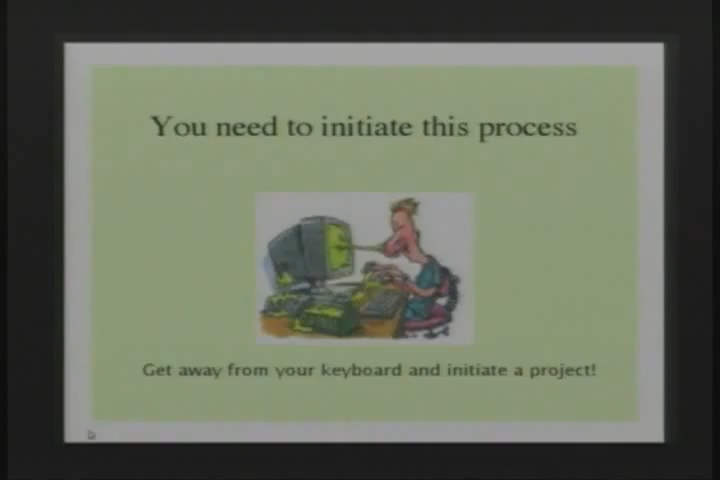 You need to initiate this process
Get away from your keyboard and initiate a project!